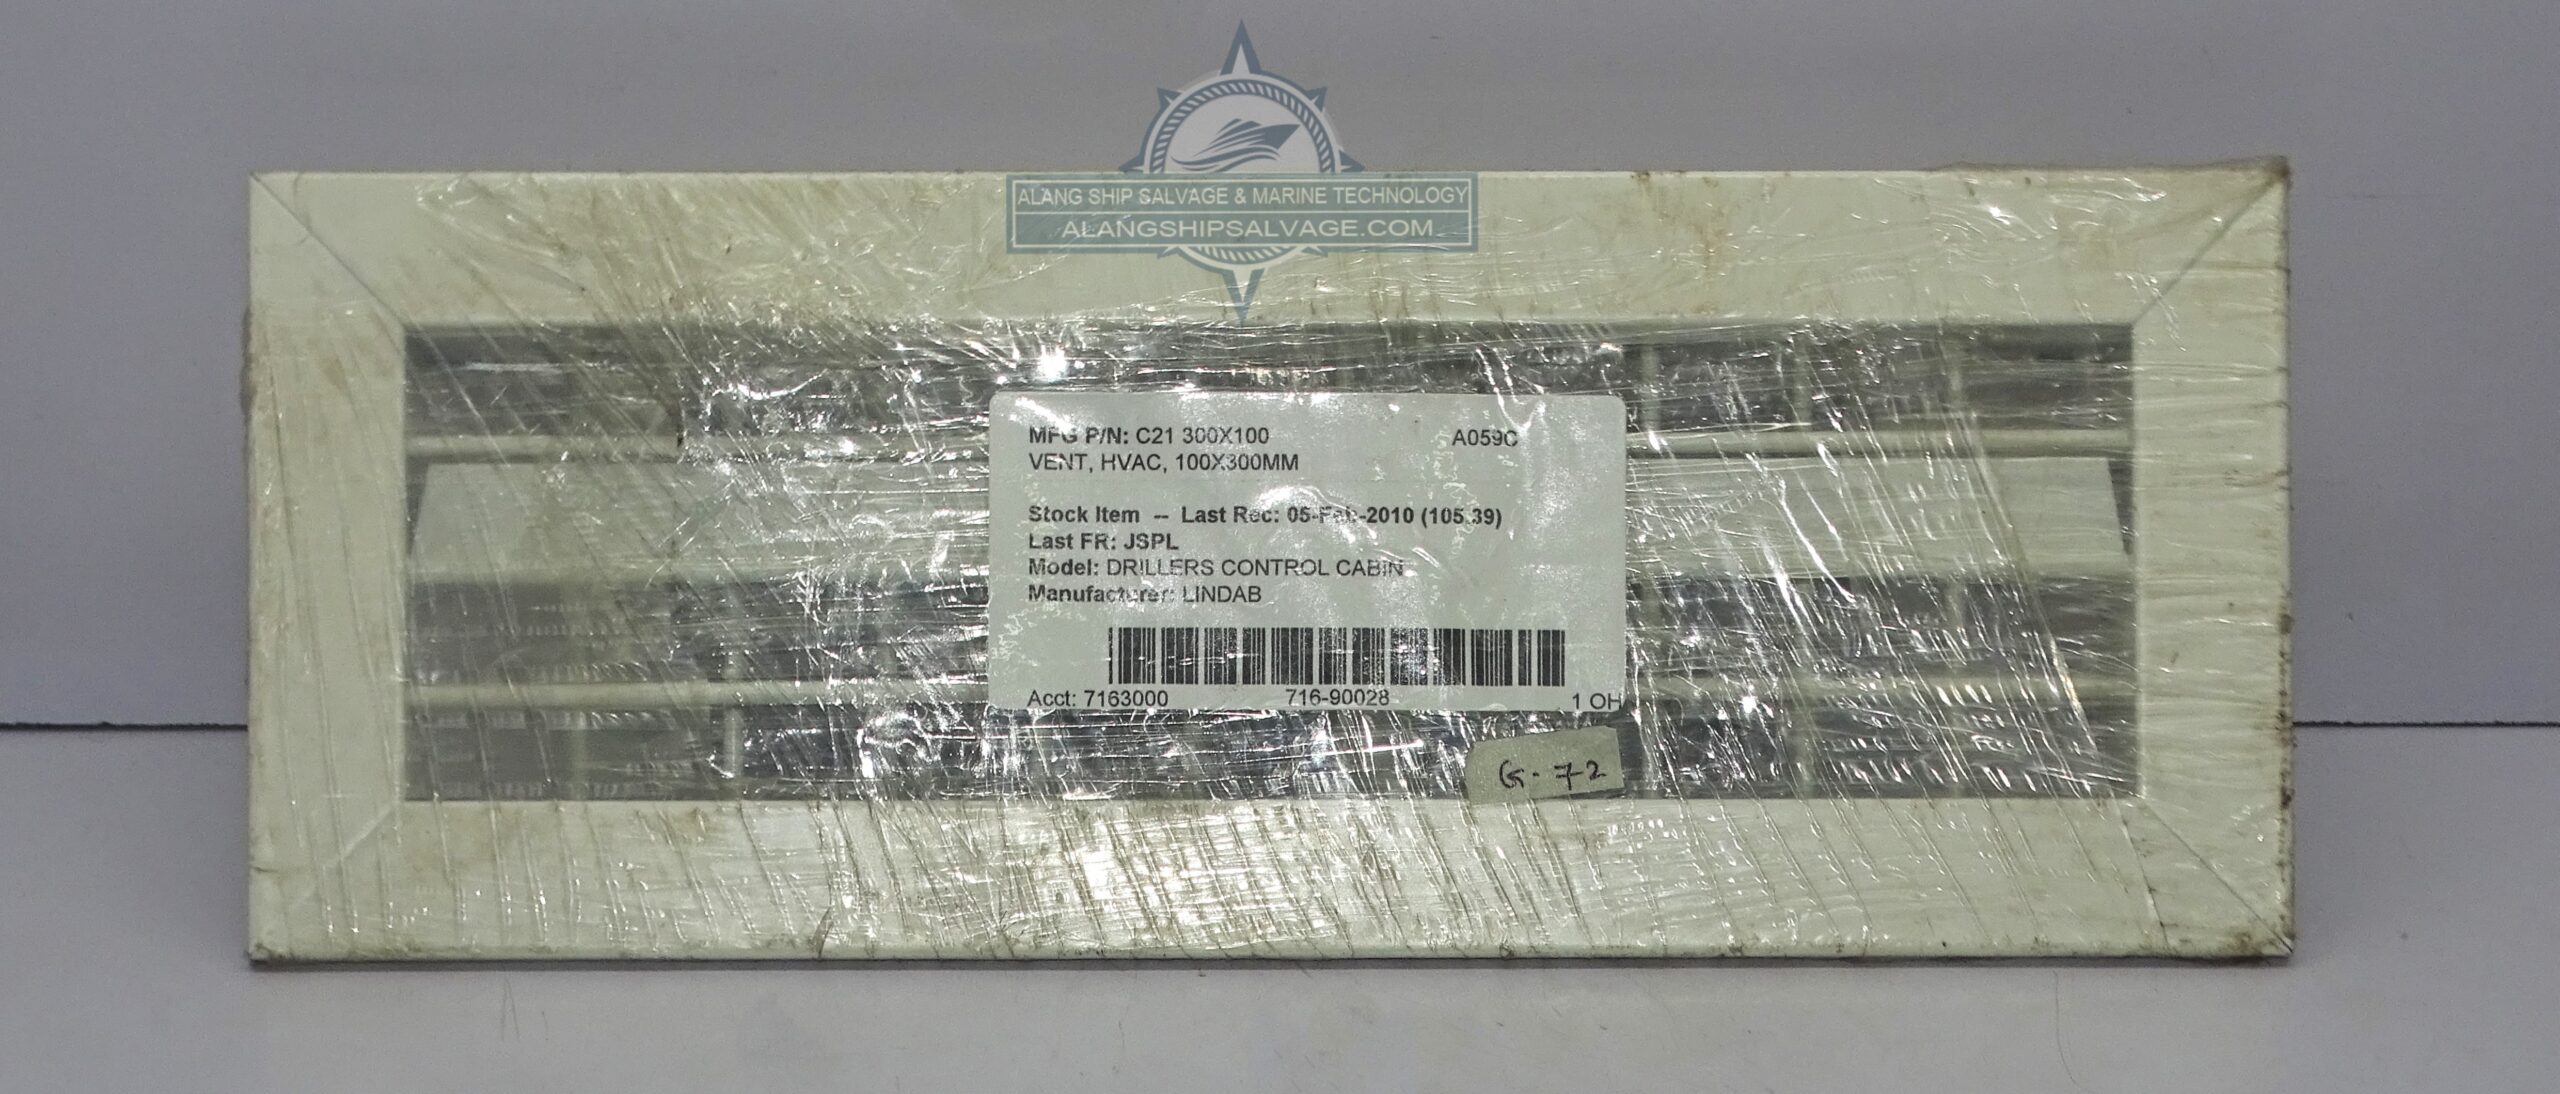 ALANG SHIP SALVAGE & MARINE TECHNOLOGY
ALANGSHIPSALVAGE.COM
MFG P/N: C21 300X100 A059C
VENT, HVAC, 100X300MM
Stock Item -- Last Rec: 05-Feb-2010 (105.39)
Last FR: JSPL
Model: DRILLERS CONTROL CABIN
Manufacturer: LINDAB
Acct: 7163000 716-90028 1 OH
G-72